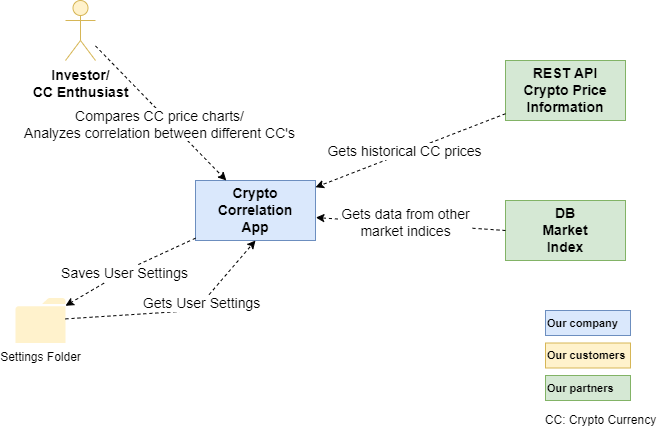 Investor/
CC Enthusiast
Compares CC price charts/
Analyzes correlation between different CC's
REST API
Crypto Price
Information
Gets historical CC prices
Crypto
Correlation
App
Gets data from other
market indices
DB
Market
Index
Saves User Settings
Gets User Settings
Settings Folder
Our company
Our customers
Our partners
CC: Crypto Currency